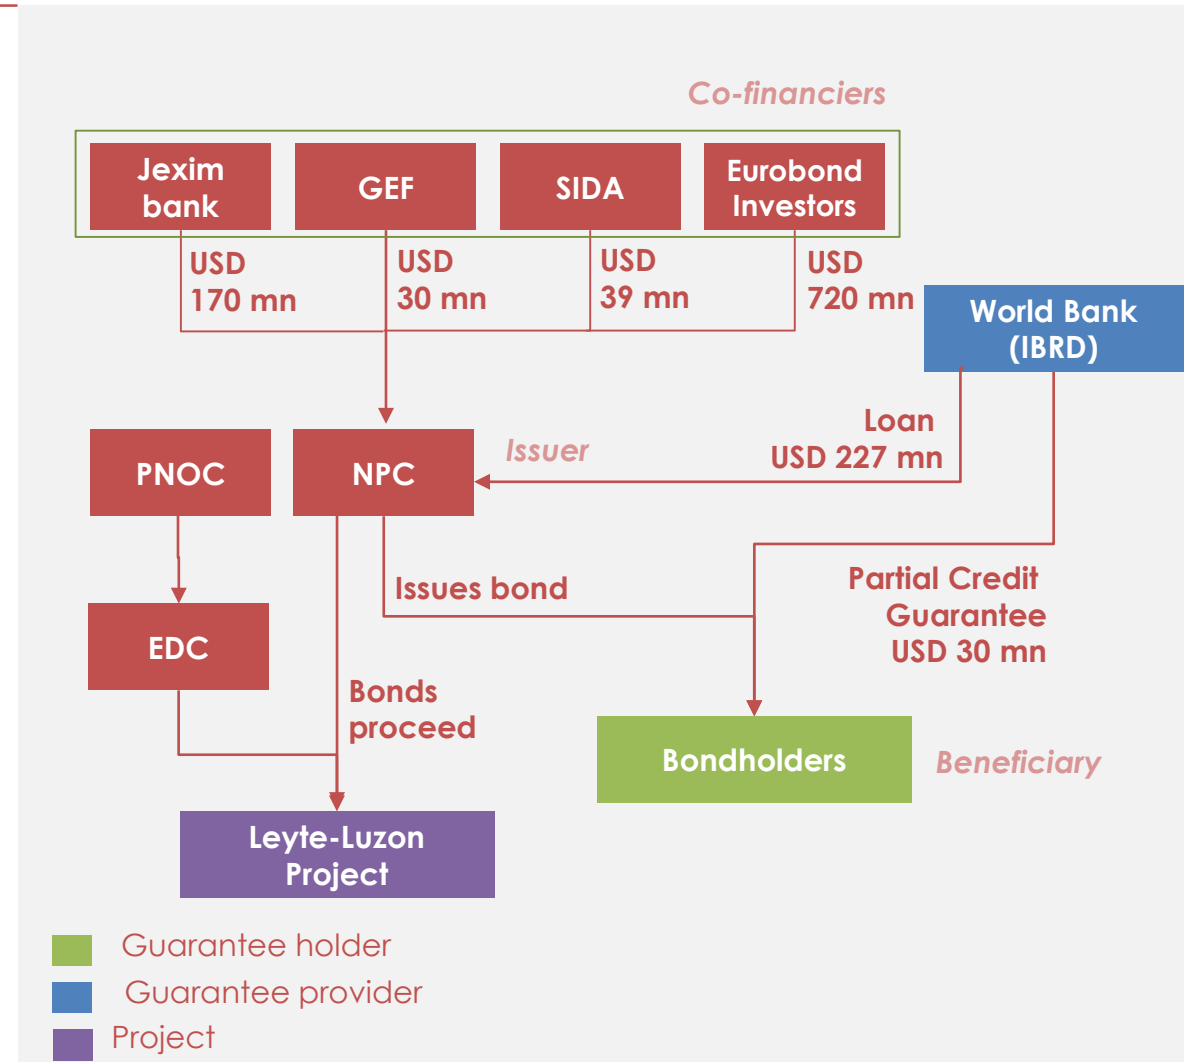 Co-financiers
Jexim
bank
GEF
SIDA
Eurobond
Investors
USD
170 mn
USD
30 mn
USD
39 mn
USD
720 mn
World Bank
(IBRD)
Loan
USD 227 mn
PNOC
NPC
Issuer
Issues bond
Partial Credit
Guarantee
USD 30 mn
EDC
Bonds
proceed
Bondholders
Beneficiary
Leyte-Luzon
Project
Guarantee holder
Guarantee provider
Project